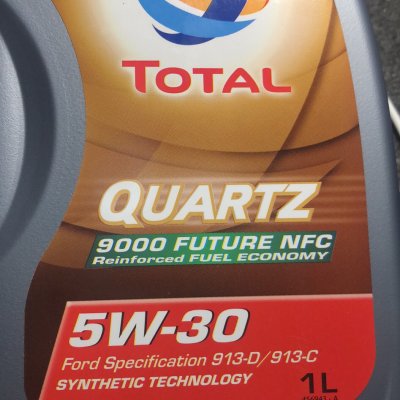 TOTAL
QUARTZ
9000 FUTURE NFC
Reinforced FUEL ECONOMY
5W-30
Ford Specification 913-D/913-C
SYNTHETIC TECHNOLOGY
1L